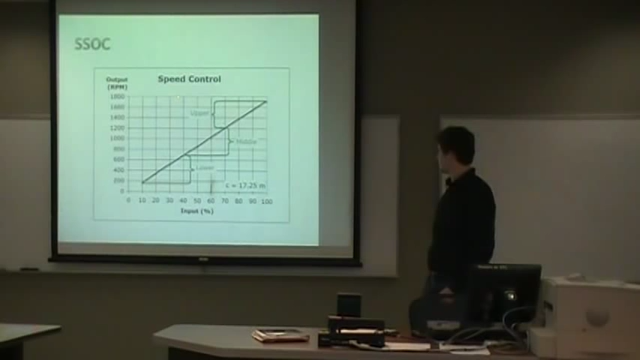 SSOC
Speed Control
Output
(RPM)
1800
1600
1400
1200
1000
800
600
400
200
0
Upper
Middle
Lower
0 10 20 30 40 50 60 70 80 90 100
Input (%)